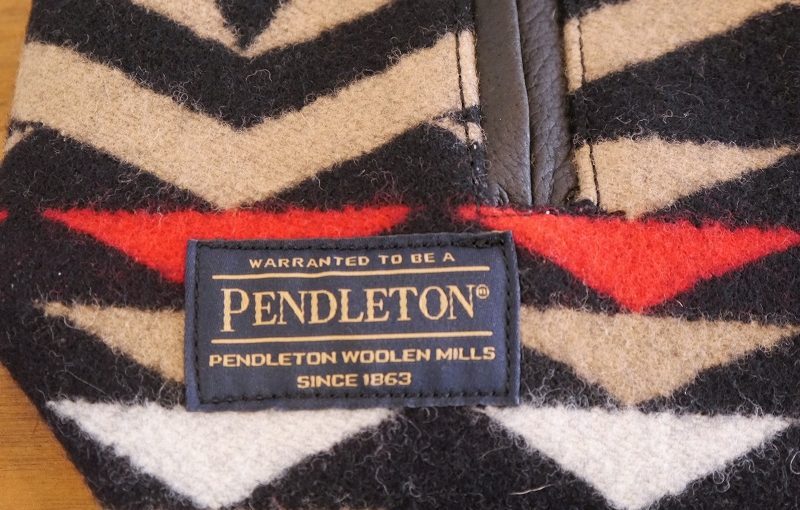 WARRANTED TO BE A
PENDLETON®
PENDLETON WOOLEN MILLS
SINCE 1863